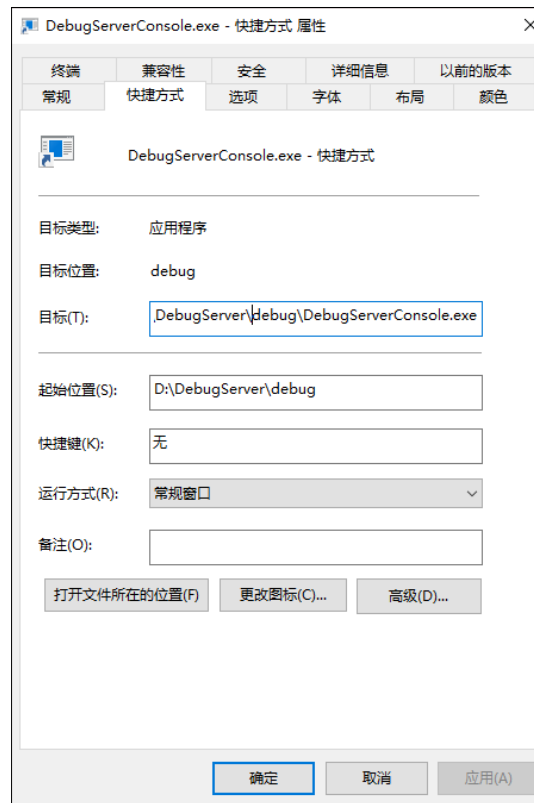 DebugServerConsole.exe - 快捷方式 属性
终端 兼容性 安全 详细信息 以前的版本
常规 快捷方式 选项 字体 布局 颜色
DebugServerConsole.exe - 快捷方式
目标类型: 应用程序
目标位置: debug
目标(T): DebugServer\debug\DebugServerConsole.exe
起始位置(S): D:\DebugServer\debug
快捷键(K): 无
运行方式(R): 常规窗口
备注(O):
打开文件所在的位置(F) 更改图标(C)... 高级(D)...
确定 取消 应用(A)